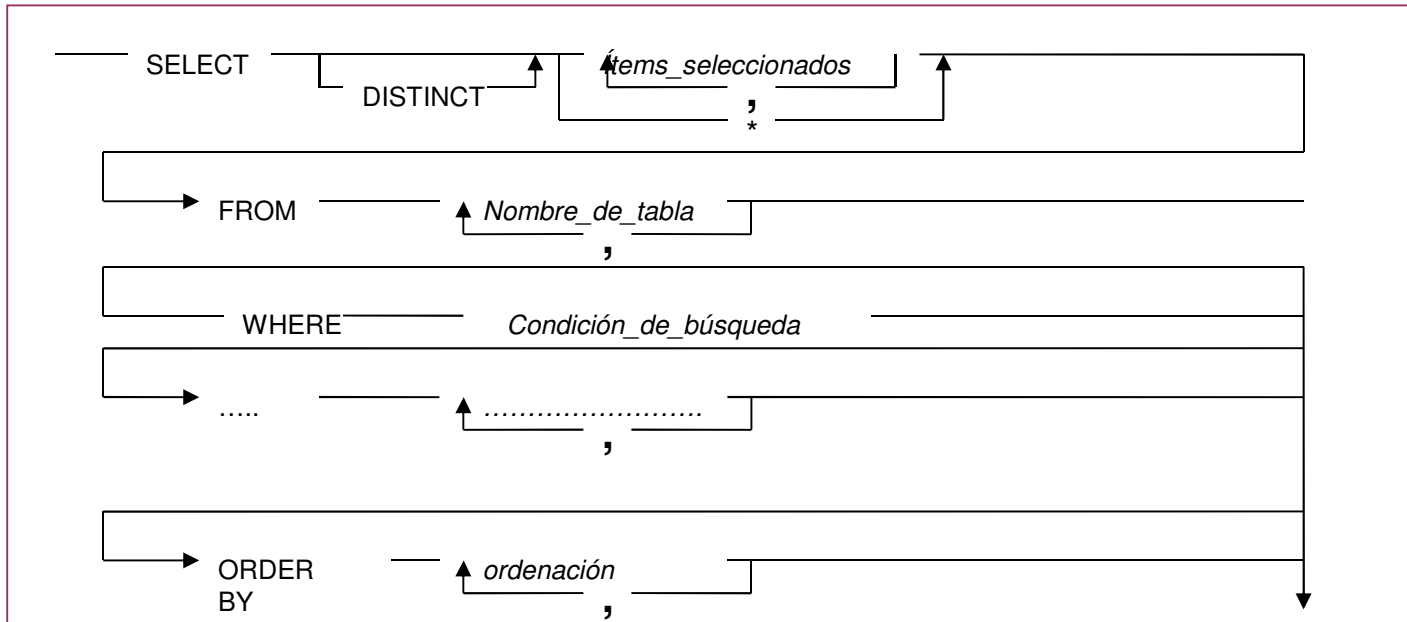 SELECT Ítems_seleccionados
DISTINCT ,
*
FROM Nombre_de_tabla
,
WHERE Condición_de_búsqueda
….. …………………….
,
ORDER ordenación
BY ,